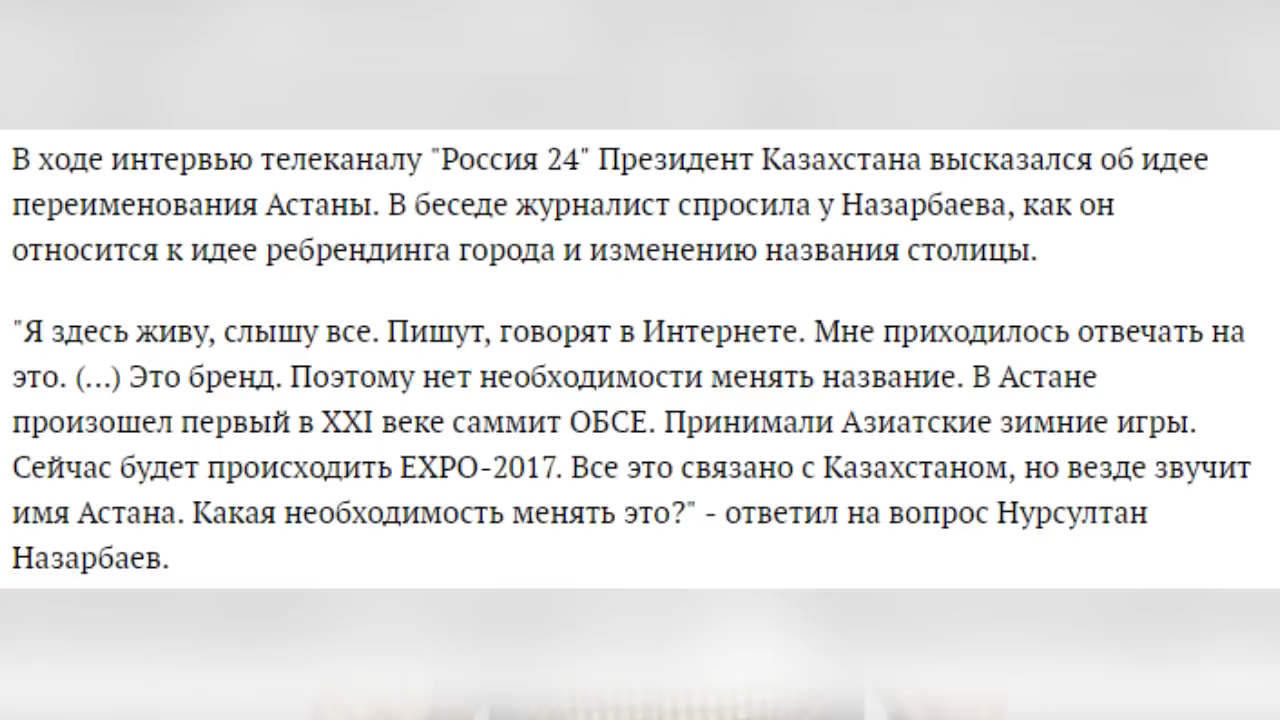 В ходе интервью телеканалу "Россия 24" Президент Казахстана высказался об идее
переименования Астаны. В беседе журналист спросила у Назарбаева, как он
относится к идее ребрендинга города и изменению названия столицы.
"Я здесь живу, слышу все. Пишут, говорят в Интернете. Мне приходилось отвечать на
это. (...) Это бренд. Поэтому нет необходимости менять название. В Астане
произошел первый в XXI веке саммит ОБСЕ. Принимали Азиатские зимние игры.
Сейчас будет происходить EXPO-2017. Все это связано с Казахстаном, но везде звучит
имя Астана. Какая необходимость менять это?" - ответил на вопрос Нурсултан
Назарбаев.